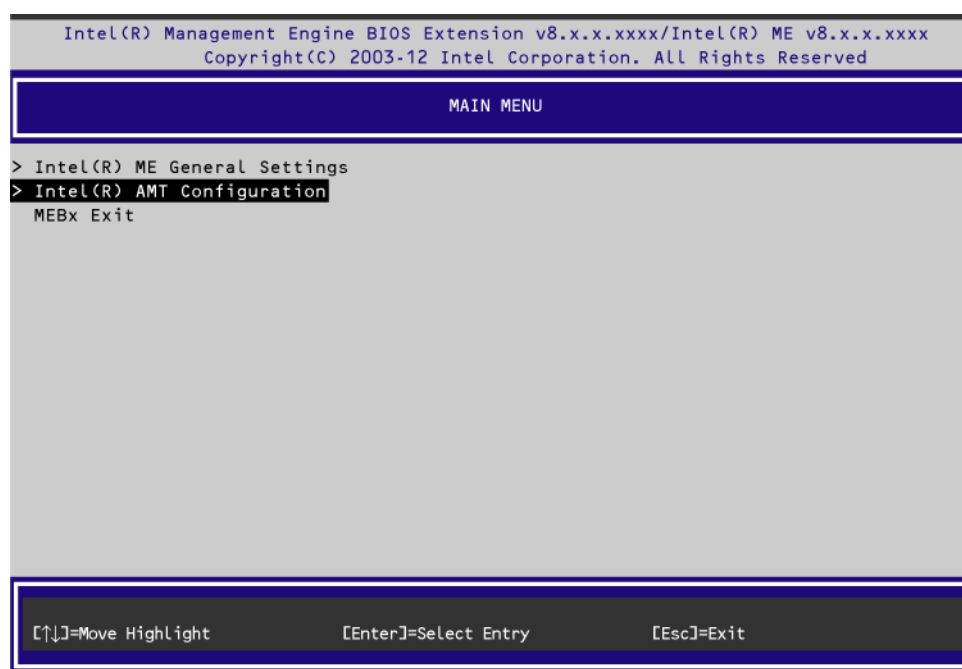 Intel(R) Management Engine BIOS Extension v8.x.x.xxxx/Intel(R) ME v8.x.x.xxxx
Copyright(C) 2003-12 Intel Corporation. All Rights Reserved
MAIN MENU
> Intel(R) ME General Settings
> Intel(R) AMT Configuration
MEBx Exit
[↑↓]=Move Highlight [Enter]=Select Entry [Esc]=Exit